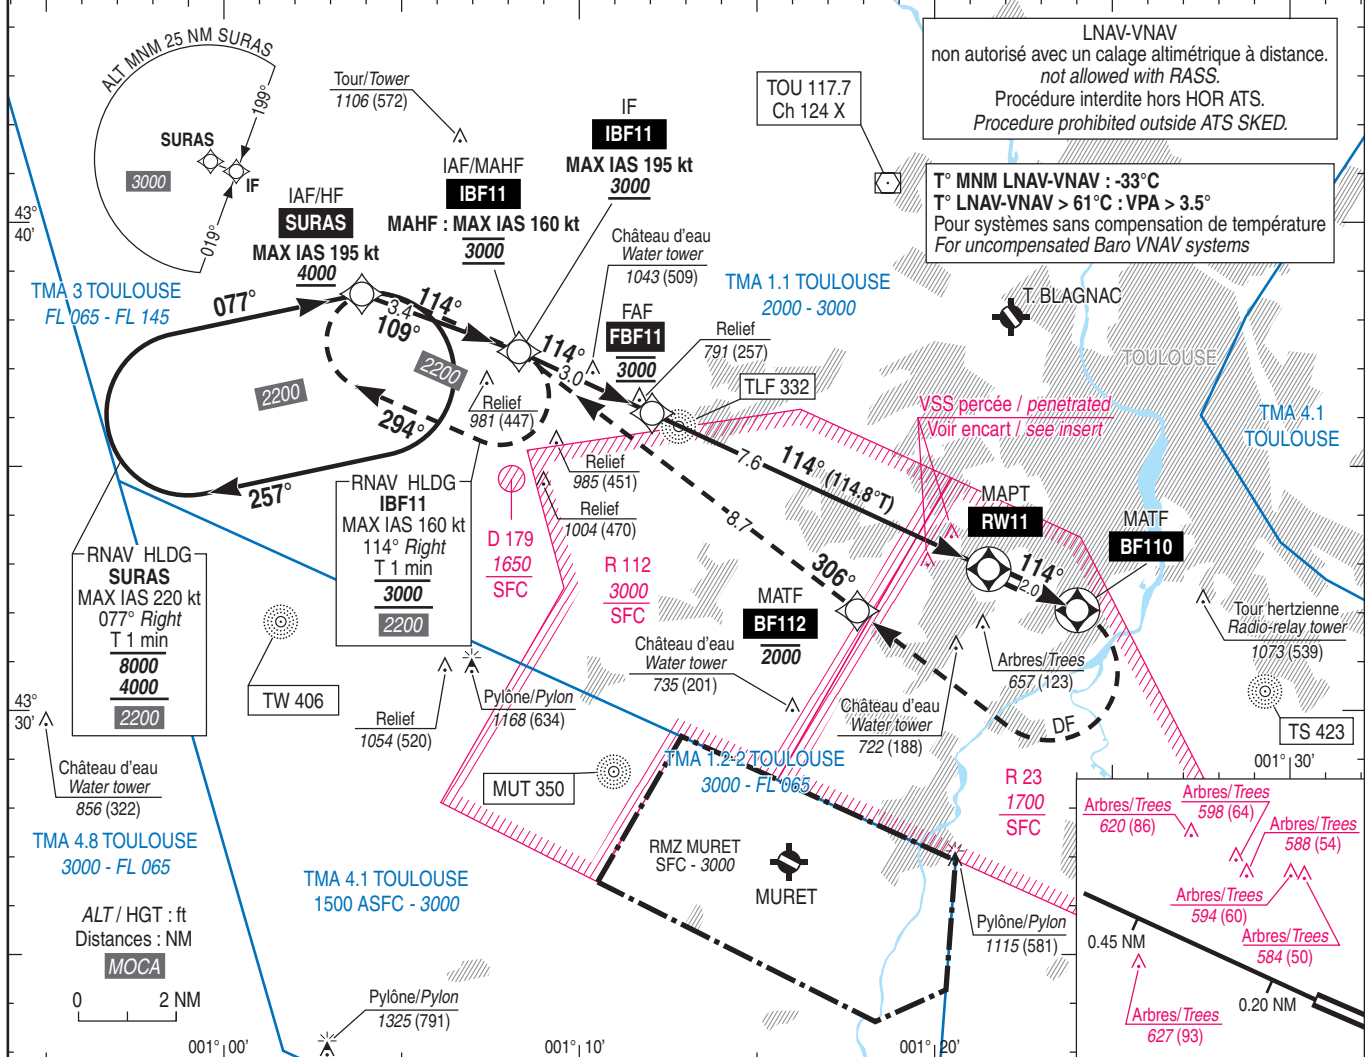 LNAV-VNAV
non autorisé avec un calage altimétrique à distance.
not allowed with RASS.
Procédure interdite hors HOR ATS.
Procedure prohibited outside ATS SKED.
T° MNM LNAV-VNAV : -33°C
T° LNAV-VNAV > 61°C : VPA > 3.5°
Pour systèmes sans compensation de température
For uncompensated Baro VNAV systems
ALT MNM 25 NM SURAS
199°
SURAS
IF
3000
019°
Tour/Tower
1106 (572)
TOU 117.7
Ch 124 X
IF
IBF11
MAX IAS 195 kt
3000
IAF/MAHF
IBF11
MAHF : MAX IAS 160 kt
3000
IAF/HF
SURAS
MAX IAS 195 kt
4000
43°
40'
Château d'eau
Water tower
1043 (509)
TMA 3 TOULOUSE
FL 065 - FL 145
TMA 1.1 TOULOUSE
2000 - 3000
T. BLAGNAC
TOULOUSE
077°
114°
3.4
109°
114°
3.0
FAF
FBF11
3000
Relief
791 (257)
TLF 332
2200
2200
294°
257°
Relief
981 (447)
VSS percée / penetrated
Voir encart / see insert
TMA 4.1
TOULOUSE
Relief
985 (451)
Relief
1004 (470)
7.6
114° (114.8°T)
8.7
306°
MAPT
RW11
MATF
BF110
114°
2.0
RNAV HLDG
IBF11
MAX IAS 160 kt
114° Right
T 1 min
3000
2200
D 179
1650
SFC
R 112
3000
SFC
RNAV HLDG
SURAS
MAX IAS 220 kt
077° Right
T 1 min
8000
4000
2200
MATF
BF112
2000
Tour hertzienne
Radio-relay tower
1073 (539)
Château d'eau
Water tower
735 (201)
Arbres/Trees
657 (123)
Château d'eau
Water tower
722 (188)
TW 406
Pylône/Pylon
1168 (634)
Relief
1054 (520)
43°
30'
DF
TS 423
001° 30'
TMA 1.2-2 TOULOUSE
3000 - FL 065
MUT 350
R 23
1700
SFC
Château d'eau
Water tower
856 (322)
TMA 4.8 TOULOUSE
3000 - FL 065
RMZ MURET
SFC - 3000
MURET
TMA 4.1 TOULOUSE
1500 ASFC - 3000
Arbres/Trees
620 (86)
Arbres/Trees
598 (64)
Arbres/Trees
588 (54)
Arbres/Trees
594 (60)
Arbres/Trees
584 (50)
0.45 NM
0.20 NM
Arbres/Trees
627 (93)
Pylône/Pylon
1115 (581)
ALT / HGT : ft
Distances : NM
MOCA
0 2 NM
Pylône/Pylon
1325 (791)
001° 00'
001° 10'
001° 20'